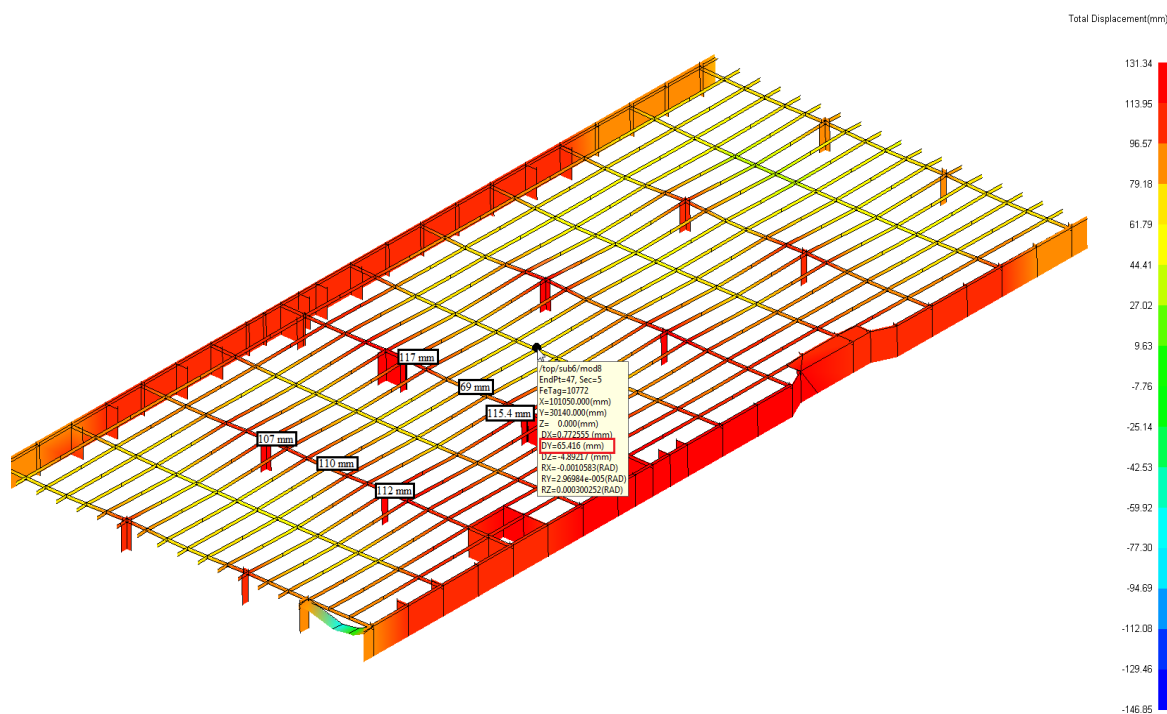 Total Displacement(mm)
131.34
113.95
96.57
79.18
61.79
44.41
27.02
9.63
-7.76
-25.14
-42.53
-59.92
-77.30
-94.69
-112.08
-129.46
-146.85
117 mm
69 mm
115.4 mm
107 mm
110 mm
112 mm
/top/sub6/mod8
EndPt=47, Sec=5
FeTag=10772
X=101050.000(mm)
Y=30140.000(mm)
Z= 0.000(mm)
DX=0.772555 (mm)
DY=65.416 (mm)
DZ=-4.89217 (mm)
RX=-0.0010583(RAD)
RY=2.96984e-005(RAD)
RZ=0.000300252(RAD)